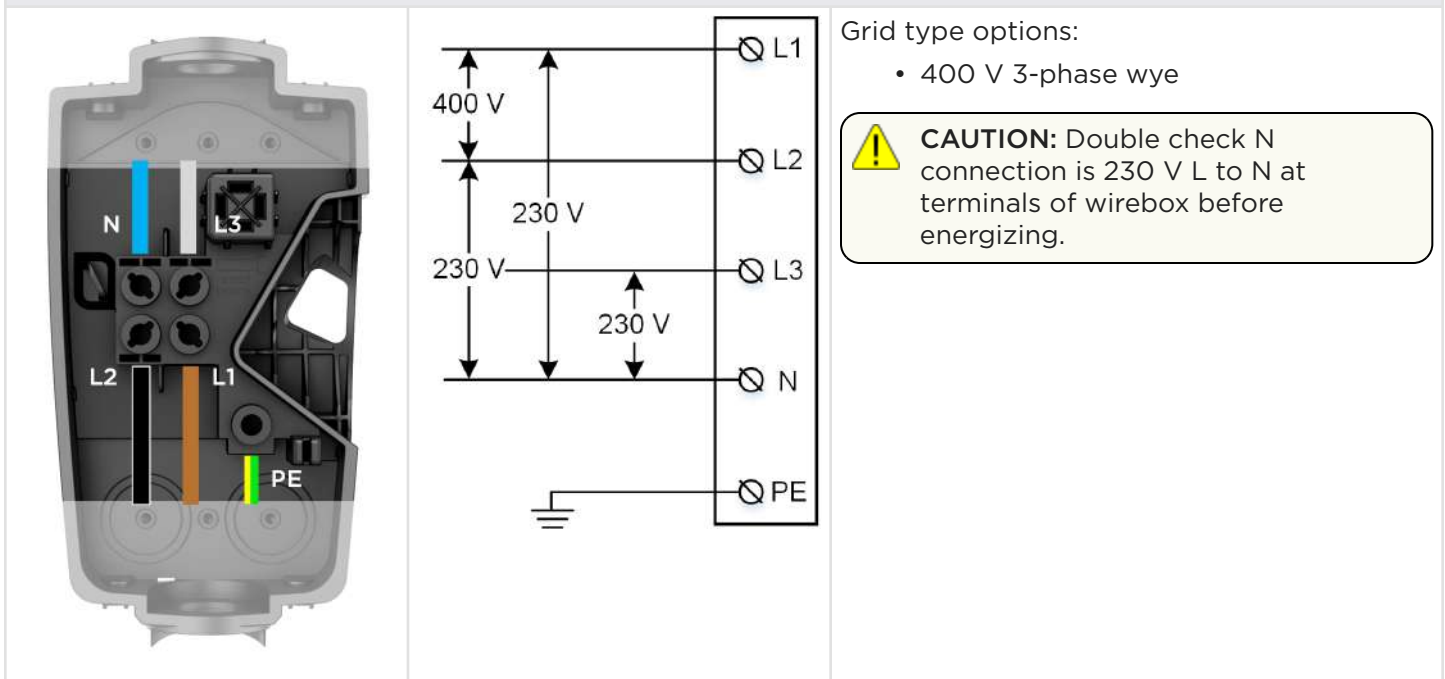 N
L3
L2
L1
PE
L1
400 V
L2
230 V
230 V
L3
230 V
N
PE
Grid type options:
• 400 V 3-phase wye
CAUTION: Double check N
connection is 230 V L to N at
terminals of wirebox before
energizing.